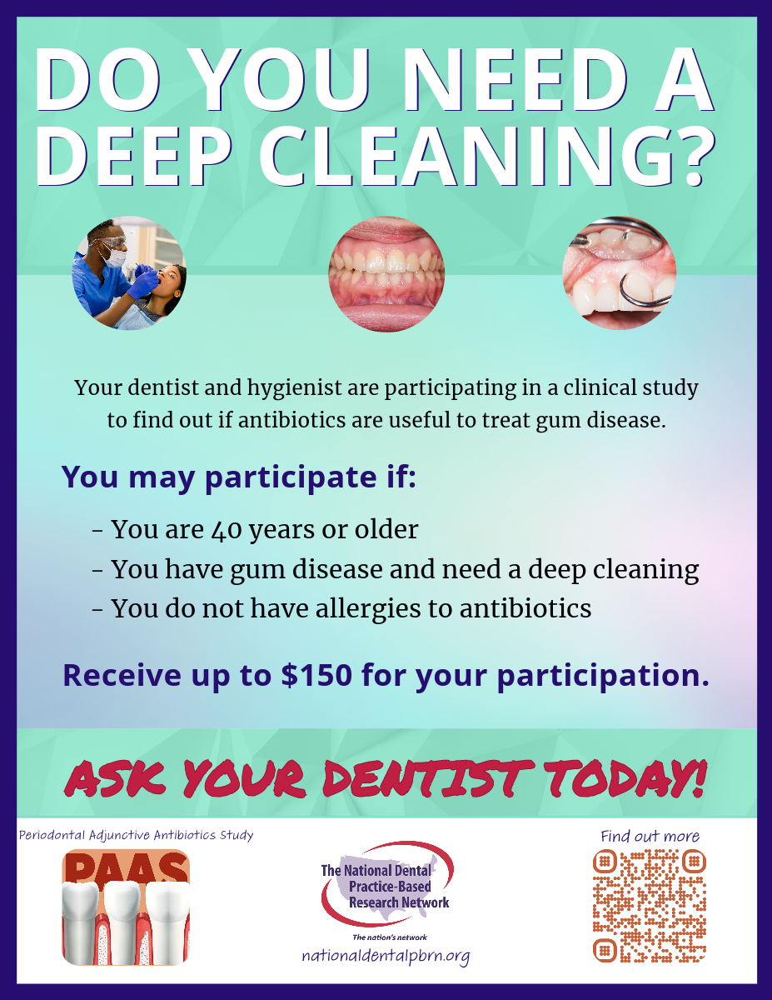 DO YOU NEED A
DEEP CLEANING?
Your dentist and hygienist are participating in a clinical study
to find out if antibiotics are useful to treat gum disease.
You may participate if:
- You are 40 years or older
- You have gum disease and need a deep cleaning
- You do not have allergies to antibiotics
Receive up to $150 for your participation.
ASK YOUR DENTIST TODAY!
Periodontal Adjunctive Antibiotics Study
PAAS
The National Dental
Practice-Based
Research Network
The nation's network
nationaldentalpbrn.org
Find out more